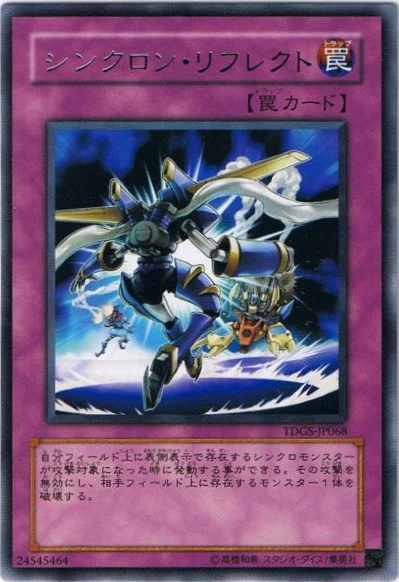 シンクロン・リフレクト
トラップ
罠
トラップ
【罠カード】
TDGS-JP068
自分フィールド上に表側表示で存在するシンクロモンスター
が攻撃対象になった時に発動する事ができる。その攻撃を
無効にし、相手フィールド上に存在するモンスター1体を
破壊する。
24545464
©高橋和希 スタジオ・ダイス/集英社